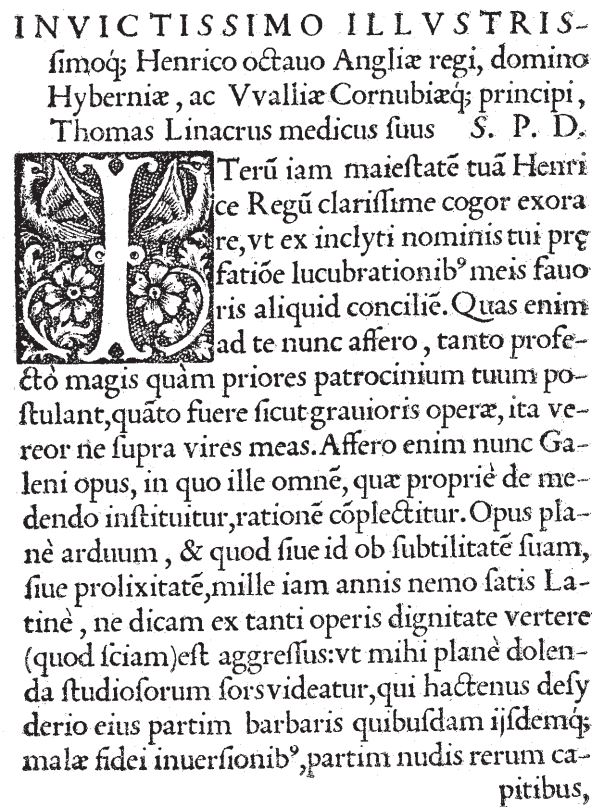 INVICTISSIMO ILLVSTRIS-
ſimoq́; Henrico octauo Angliæ regi, domino
Hyberniæ, ac Vvalliæ Cornubiæq́; principi,
Thomas Linacrus medicus ſuus S. P. D.
ITerũ iam maieſtatẽ tuã Henri
ce Regũ clariſſime cogor exora
re, vt ex inclyti nominis tui prę
fatiõe lucubrationibꝰ meis fauo
ris aliquid conciliẽ. Quas enim
ad te nunc affero, tanto profe-
ctò magis quàm priores patrocinium tuum po-
ſtulant, quãto fuere ſicut grauioris operæ, ita ve-
reor ne ſupra vires meas. Affero enim nunc Ga-
leni opus, in quo ille omnẽ, quæ propriè de me-
dendo inſtituitur, rationẽ cõplectitur. Opus pla-
nè arduum, & quod ſiue id ob ſubtilitatẽ ſuam,
ſiue prolixitatẽ, mille iam annis nemo ſatis La-
tinè, ne dicam ex tanti operis dignitate vertere
(quod ſciam) eſt aggreſſus: vt mihi planè dolen-
da ſtudioſorum ſors videatur, qui hactenus deſy
derio eius partim barbaris quibuſdam ijſdemq́;
malæ fidei inuerſionibꝰ, partim nudis rerum ca-
pitibus,